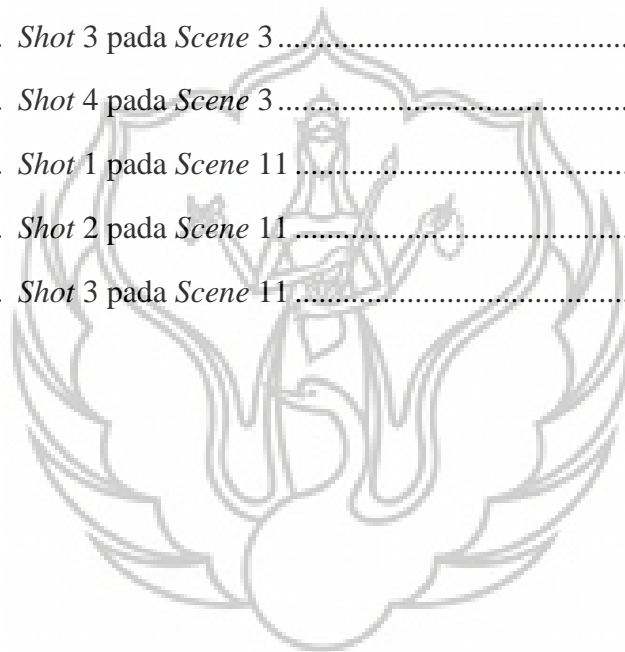 . Shot 3 pada Scene 3 ..........................................
. Shot 4 pada Scene 3 ..........................................
. Shot 1 pada Scene 11 ........................................
. Shot 2 pada Scene 11 ........................................
. Shot 3 pada Scene 11 ........................................